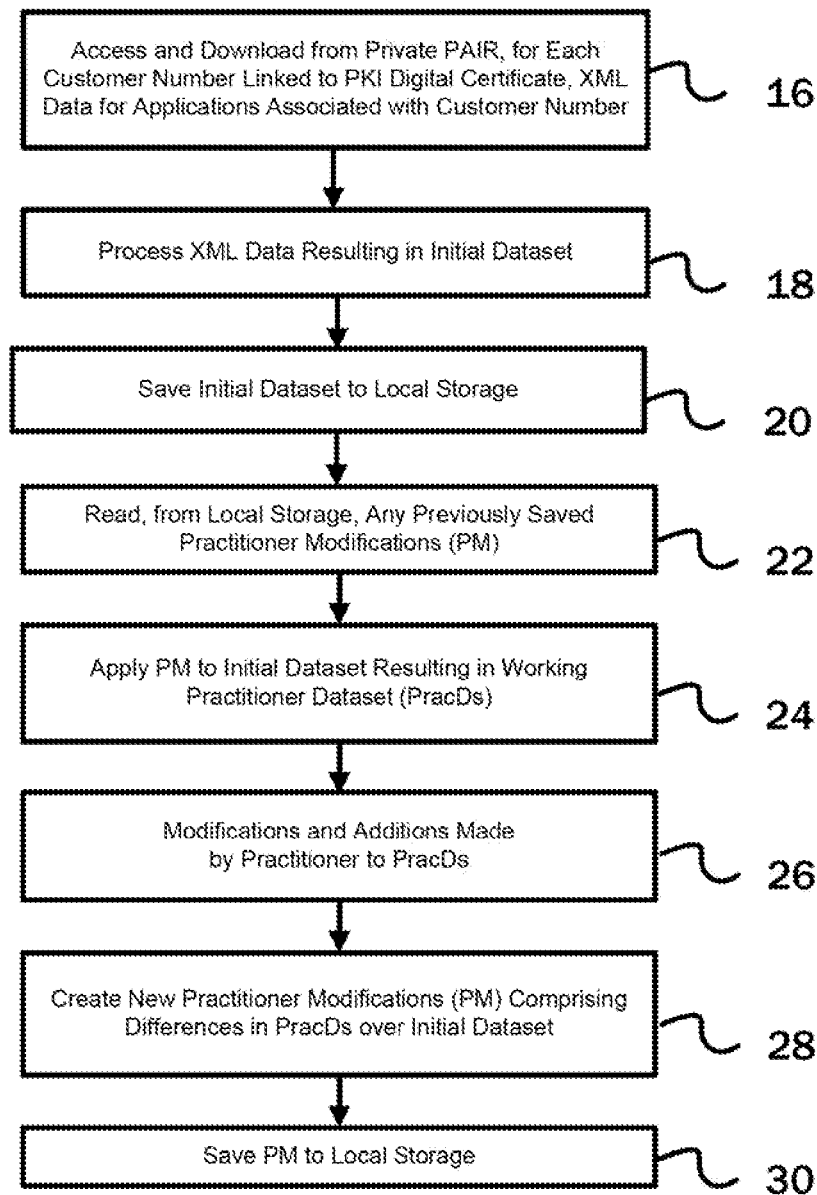 Access and Download from Private PAIR, for Each
Customer Number Linked to PKI Digital Certificate, XML
Data for Applications Associated with Customer Number
16
Process XML Data Resulting in Initial Dataset
18
Save Initial Dataset to Local Storage
20
Read, from Local Storage, Any Previously Saved
Practitioner Modifications (PM)
22
Apply PM to Initial Dataset Resulting in Working
Practitioner Dataset (PracDs)
24
Modifications and Additions Made
by Practitioner to PracDs
26
Create New Practitioner Modifications (PM) Comprising
Differences in PracDs over Initial Dataset
28
Save PM to Local Storage
30